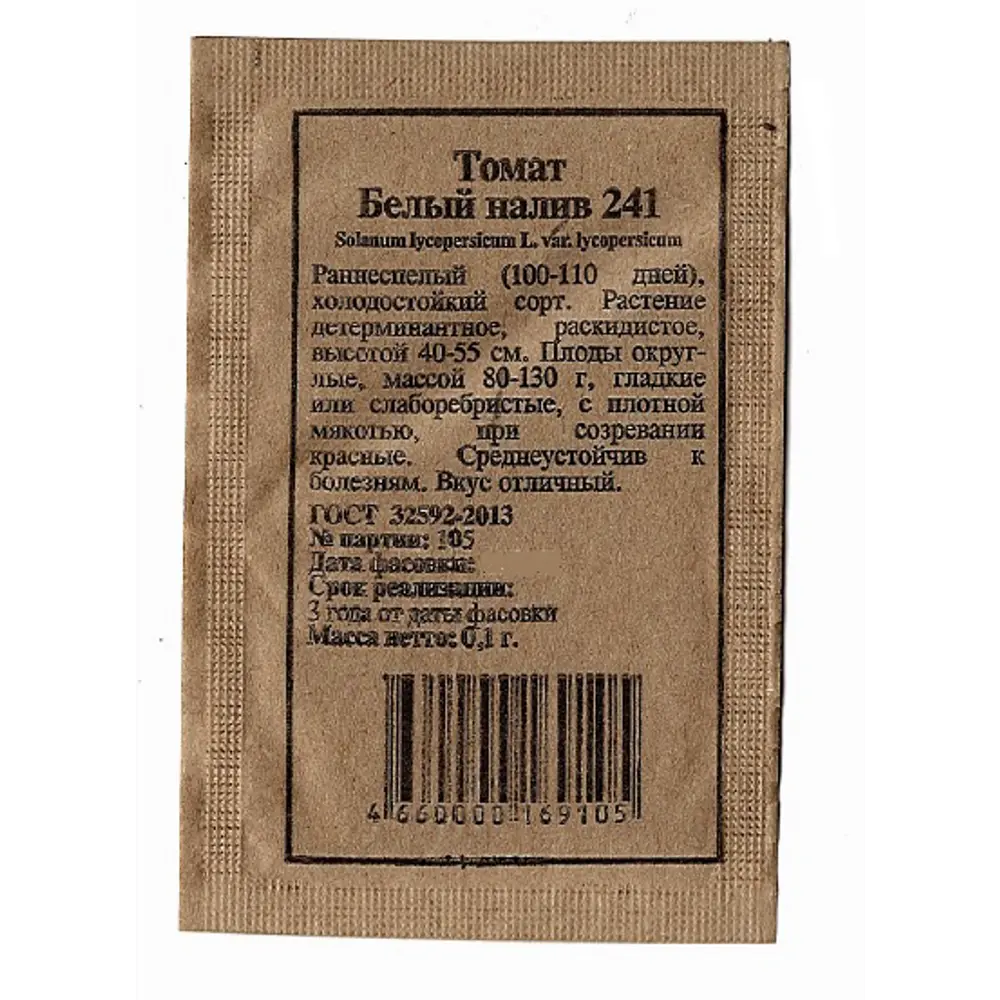 Томат
Белый налив 241
Solanum lycopersicum L. var. lycopersicum
Раннеспелый (100-110 дней),
холодостойкий сорт. Растение
детерминантное, раскидистое,
высотой 40-55 см. Плоды округ-
лые, массой 80-130 г, гладкие
или слаборебристые, с плотной
мякотью, при созревании
красные. Среднеустойчив к
болезням. Вкус отличный.
ГОСТ 32592-2013
№ партии: 105
Дата фасовки:
Срок реализации:
3 года от даты фасовки
Масса нетто: 0,1 г.
4 660000 169105